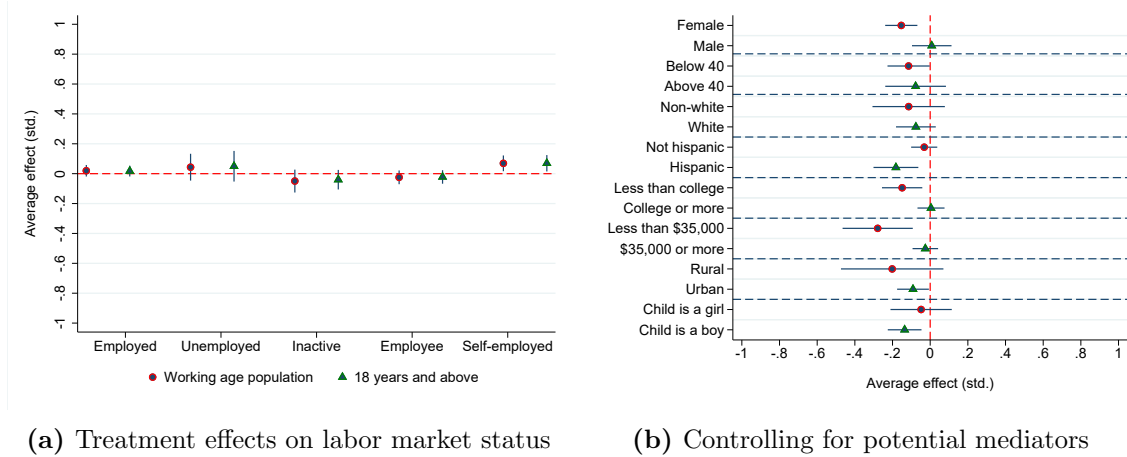 Average effect (std.)
1
.8
.6
.4
.2
0
-.2
-.4
-.6
-.8
-1
Employed Unemployed Inactive Employee Self-employed
Working age population 18 years and above
(a) Treatment effects on labor market status
Female
Male
Below 40
Above 40
Non-white
White
Not hispanic
Hispanic
Less than college
College or more
Less than $35,000
$35,000 or more
Rural
Urban
Child is a girl
Child is a boy
-1 -.8 -.6 -.4 -.2 0 .2 .4 .6 .8 1
Average effect (std.)
(b) Controlling for potential mediators